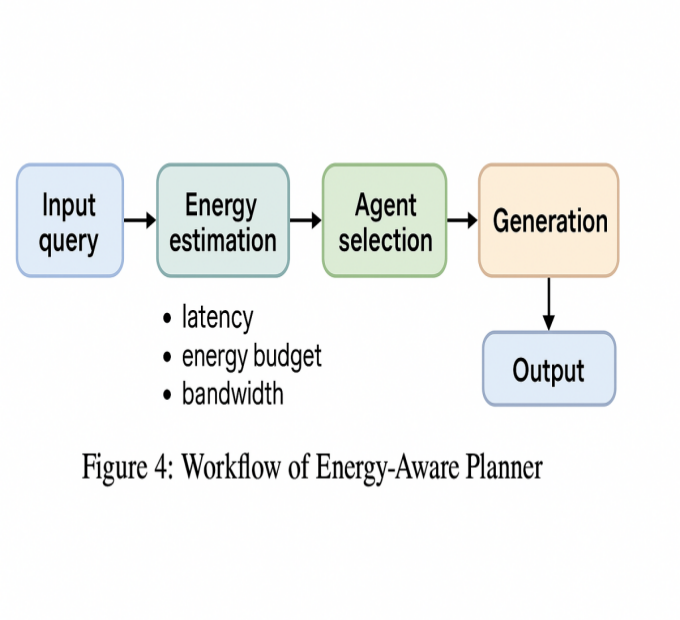 Input
query
Energy
estimation
Agent
selection
Generation
• latency
• energy budget
• bandwidth
Output
Figure 4: Workflow of Energy-Aware Planner